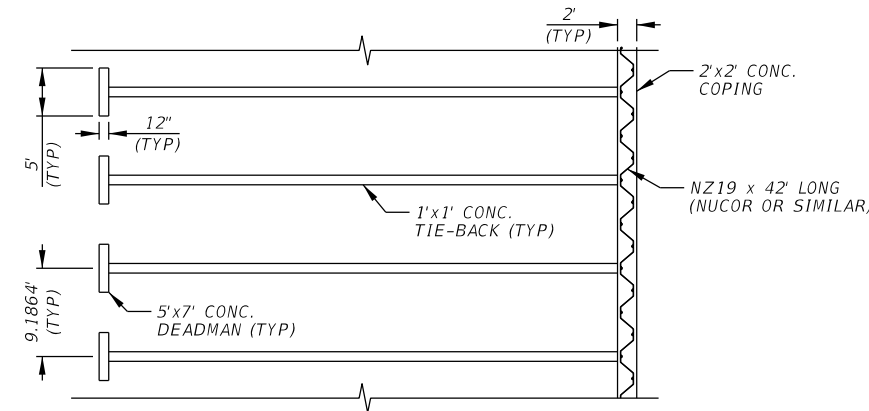 2'
(TYP)
2'x2' CONC.
COPING
12"
(TYP)
5'
(TYP)
NZ19 x 42' LONG
(NUCOR OR SIMILAR)
1'x1' CONC.
TIE-BACK (TYP)
9.1864'
(TYP)
5'x7' CONC.
DEADMAN (TYP)